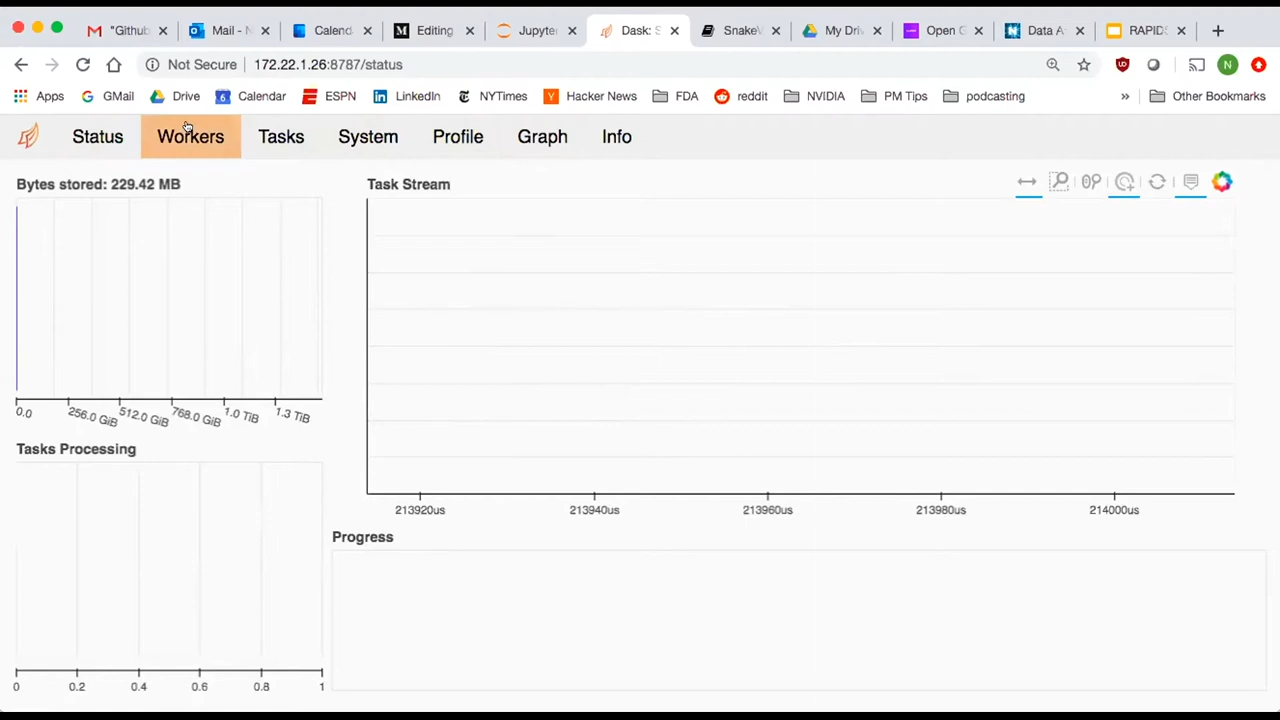 "Github
Mail - N
Calend
Editing
Jupyte
Dask: S
SnakeV
My Driv
Open G
Data A
RAPIDS
Not Secure
172.22.1.26:8787/status
N
Apps
GMail
Drive
Calendar
ESPN
LinkedIn
NYTimes
Hacker News
FDA
reddit
NVIDIA
PM Tips
podcasting
»
Other Bookmarks
Status
Workers
Tasks
System
Profile
Graph
Info
Bytes stored: 229.42 MB
0.0
256.0 GiB
512.0 GiB
768.0 GiB
1.0 TiB
1.3 TiB
Tasks Processing
0
0.2
0.4
0.6
0.8
1
Task Stream
213920us
213940us
213960us
213980us
214000us
Progress